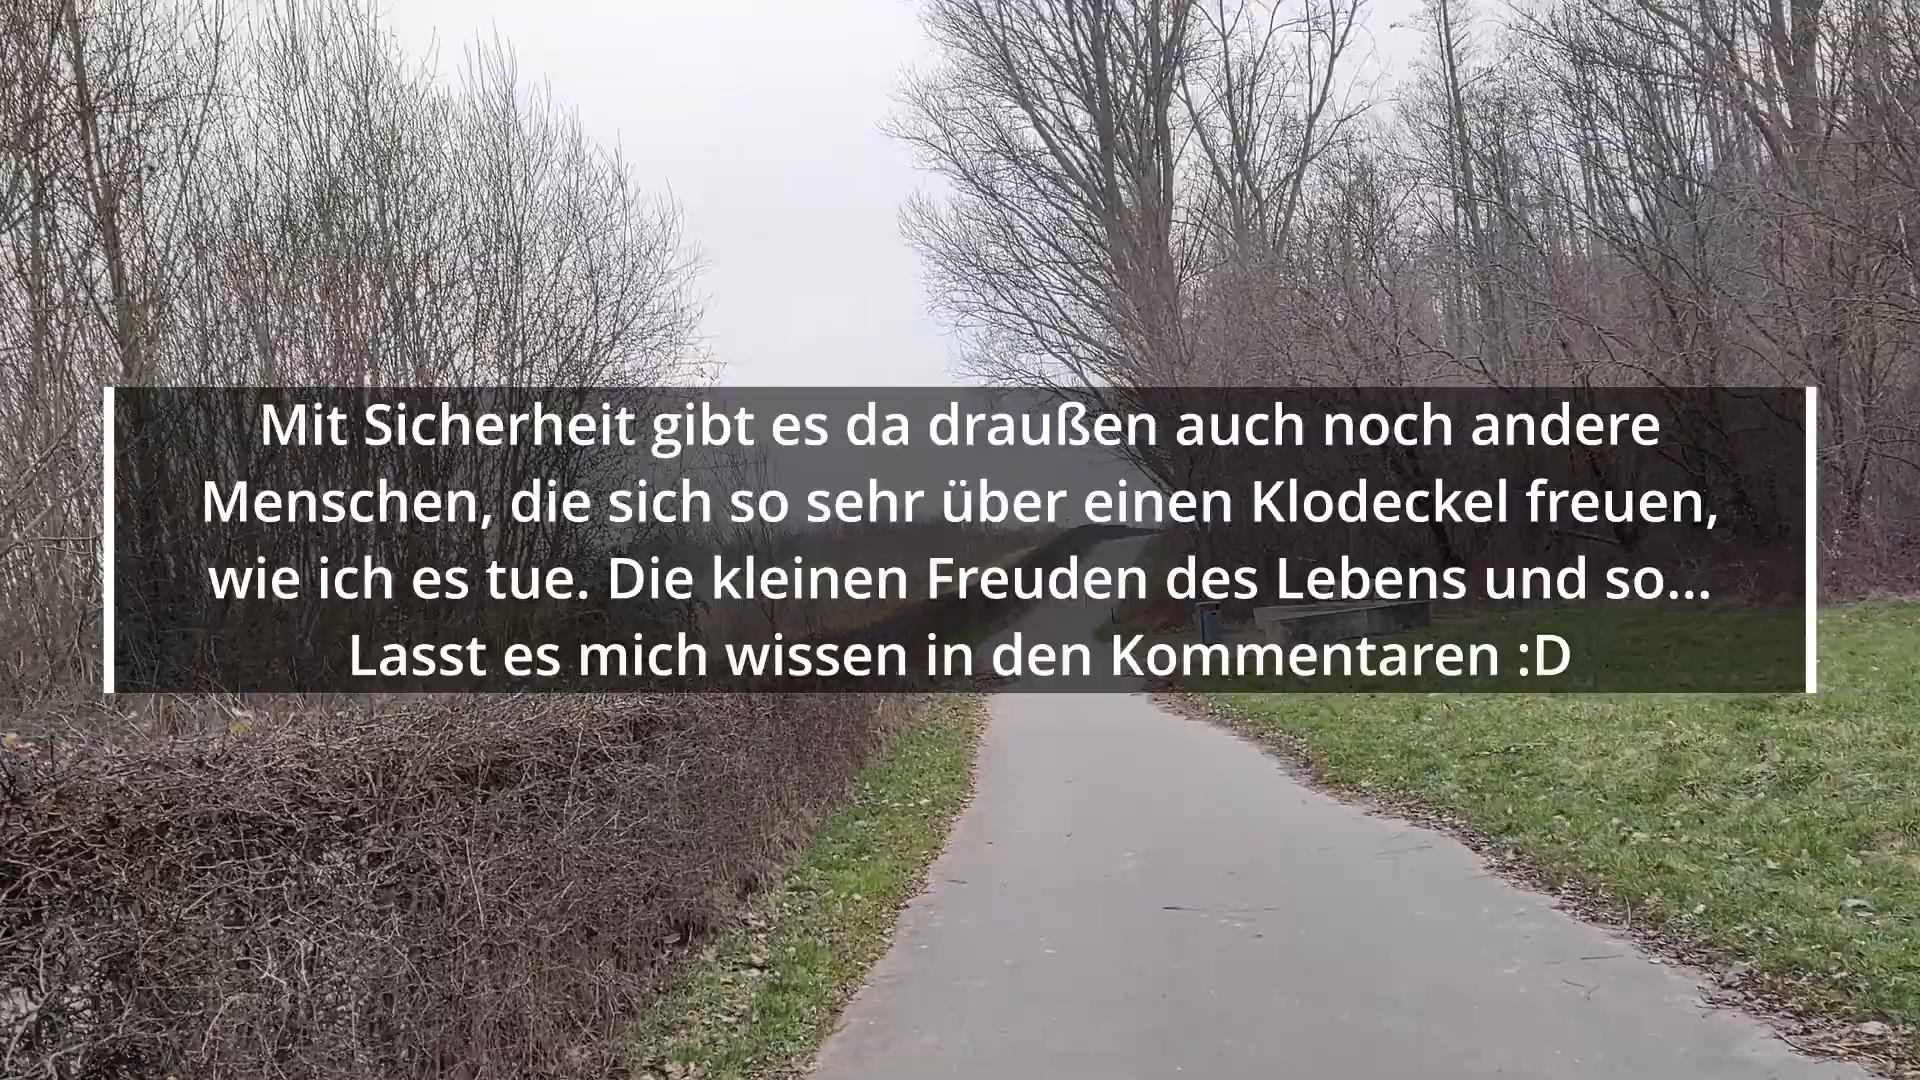 Mit Sicherheit gibt es da draußen auch noch andere
Menschen, die sich so sehr über einen Klodeckel freuen,
wie ich es tue. Die kleinen Freuden des Lebens und so...
Lasst es mich wissen in den Kommentaren :D